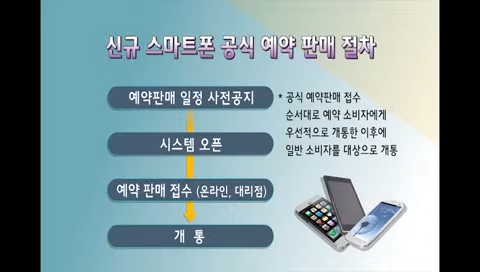 신규 스마트폰 공식 예약 판매 절차
예약판매 일정 사전공지
시스템 오픈
예약 판매 접수 (온라인, 대리점)
개 통
* 공식 예약판매 접수
순서대로 예약 소비자에게
우선적으로 개통한 이후에
일반 소비자를 대상으로 개통